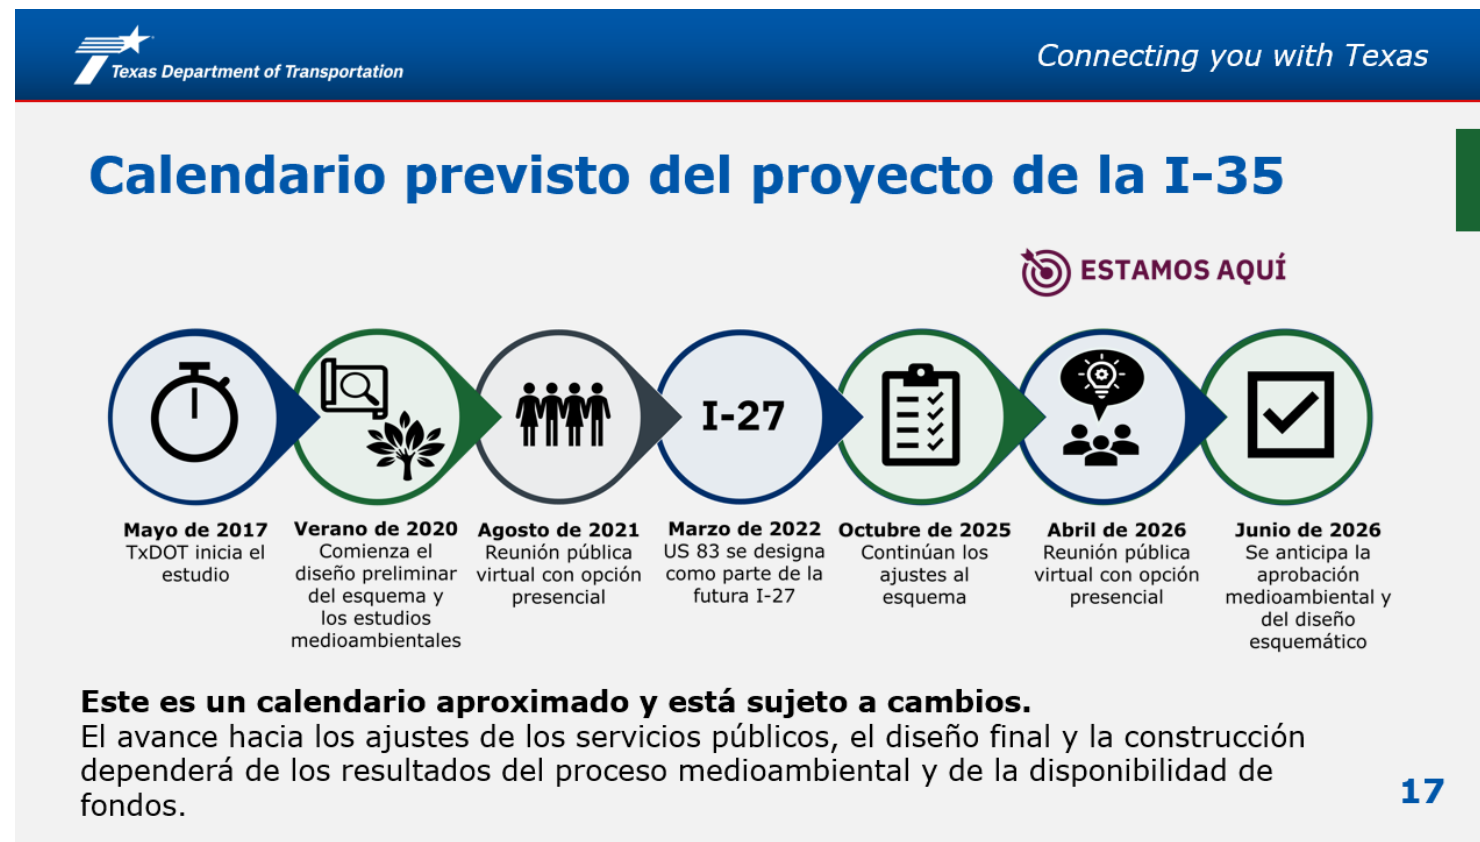 Texas Department of Transportation
Connecting you with Texas
Calendario previsto del proyecto de la I-35
ESTAMOS AQUÍ
I-27
Mayo de 2017
TxDOT inicia el
estudio
Verano de 2020
Comienza el
diseño preliminar
del esquema y
los estudios
medioambientales
Agosto de 2021
Reunión pública
virtual con opción
presencial
Marzo de 2022
US 83 se designa
como parte de la
futura I-27
Octubre de 2025
Continúan los
ajustes al
esquema
Abril de 2026
Reunión pública
virtual con opción
presencial
Junio de 2026
Se anticipa la
aprobación
medioambiental y
del diseño
esquemático
Este es un calendario aproximado y está sujeto a cambios.
El avance hacia los ajustes de los servicios públicos, el diseño final y la construcción
dependerá de los resultados del proceso medioambiental y de la disponibilidad de
fondos.
17